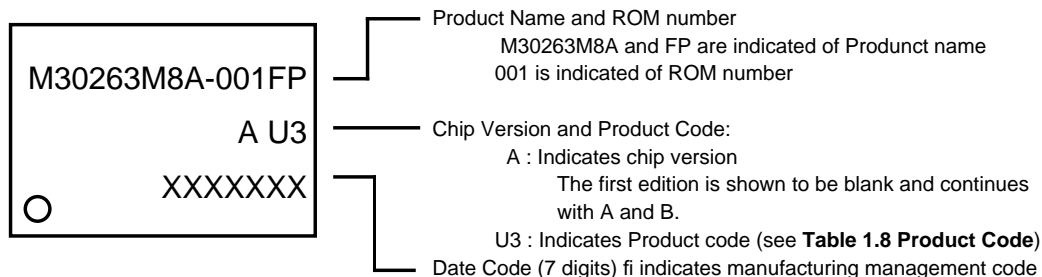 M30263M8A-001FP
A U3
XXXXXXX
Product Name and ROM number
M30263M8A and FP are indicated of Produnct name
001 is indicated of ROM number
Chip Version and Product Code:
A : Indicates chip version
The first edition is shown to be blank and continues
with A and B.
U3 : Indicates Product code (see Table 1.8 Product Code)
Date Code (7 digits) fi indicates manufacturing management code